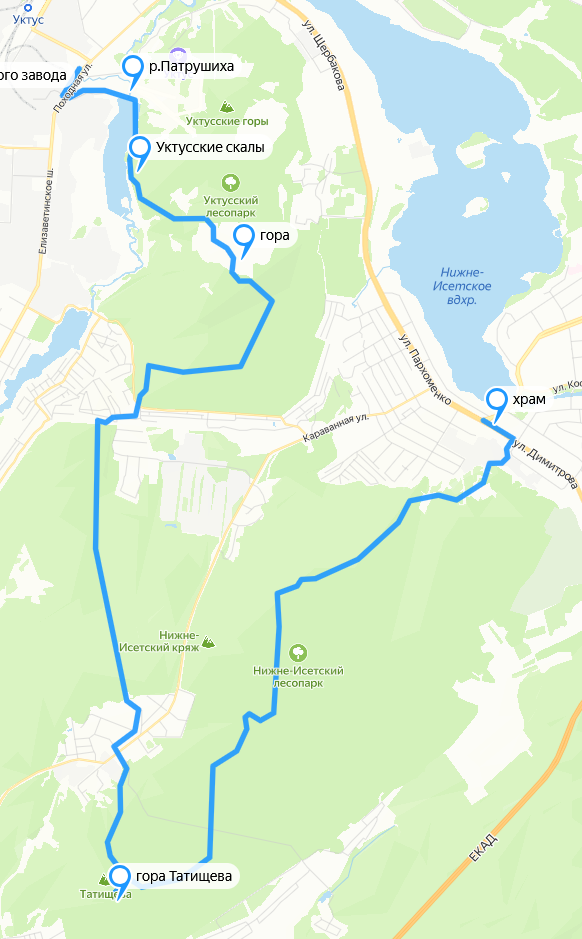 Уктус
ого завода
Походная ул.
р.Патрушиха
ул. Щербакова
Уктусские горы
Уктусские скалы
Елизаветинское ш.
Уктусский
лесопарк
гора
Нижне-
Исетское
вдхр.
ул. Пархоменко
ул. Кос
храм
Караванная ул.
ул. Димитрова
Нижне-
Исетский кряж
Нижне-Исетский
лесопарк
ЕКАД
гора Татищева
Татищева